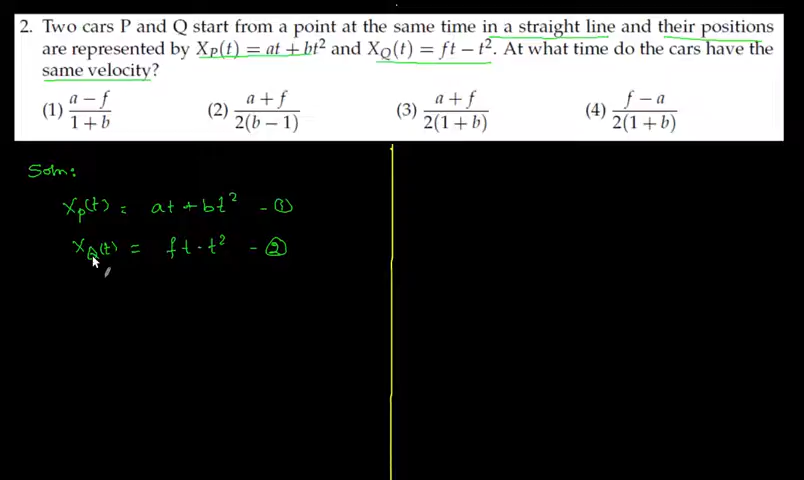 2. Two cars P and Q start from a point at the same time in a straight line and their positions
are represented by X_P(t) = at + bt² and X_Q(t) = ft − t². At what time do the cars have the
same velocity?
(1) (a − f)/(1 + b) (2) (a + f)/(2(b − 1)) (3) (a + f)/(2(1 + b)) (4) (f − a)/(2(1 + b))
Soln:
X_P(t) = at + bt² - ①
X_Q(t) = ft - t² - ②